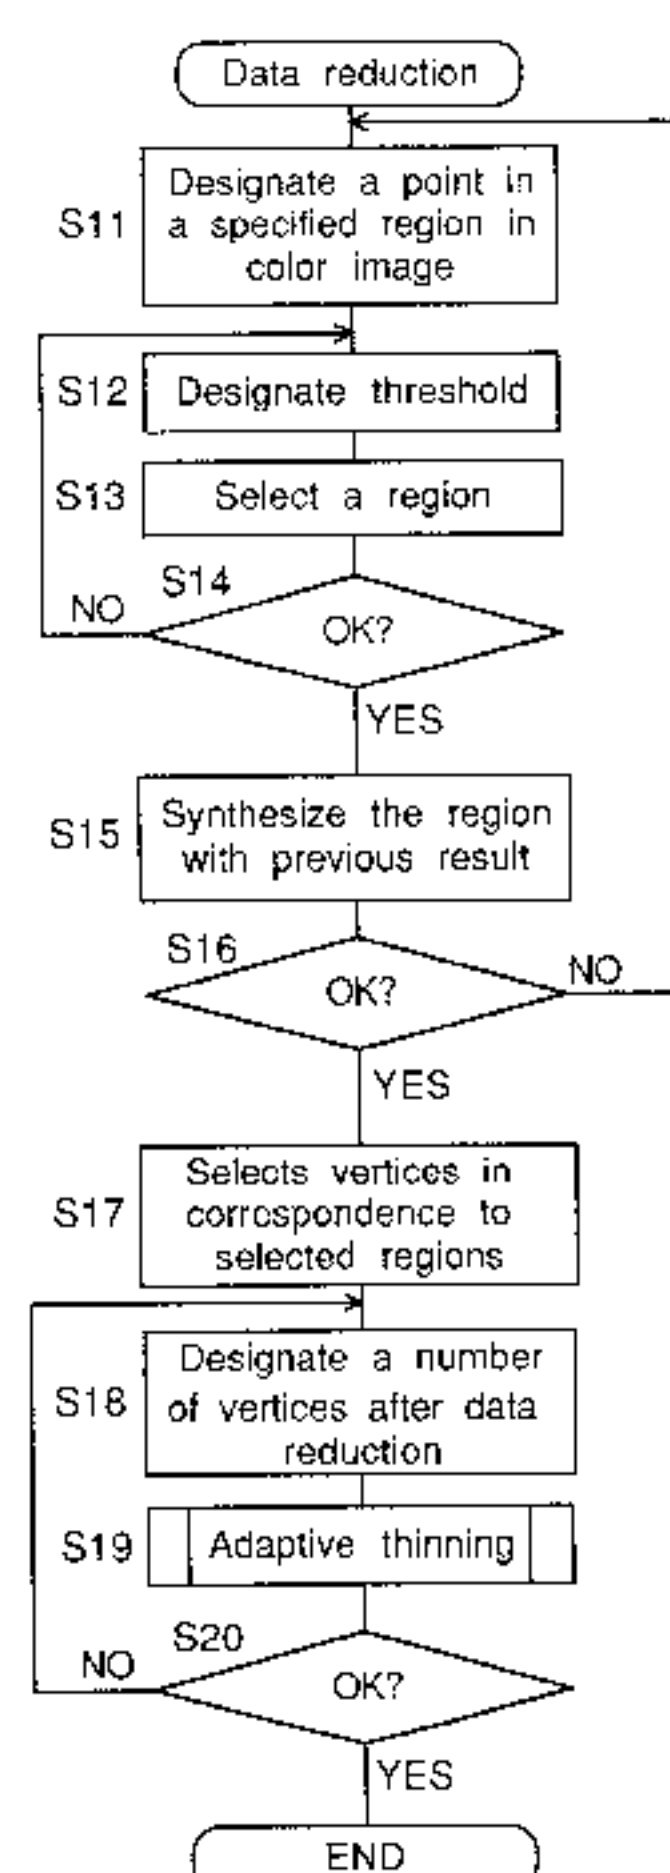 Data reduction
S11
Designate a point in
a specified region in
color image
S12
Designate threshold
S13
Select a region
S14
OK?
NO
YES
S15
Synthesize the region
with previous result
S16
OK?
NO
YES
S17
Selects vertices in
correspondence to
selected regions
S18
Designate a number
of vertices after data
reduction
S19
Adaptive thinning
S20
OK?
NO
YES
END